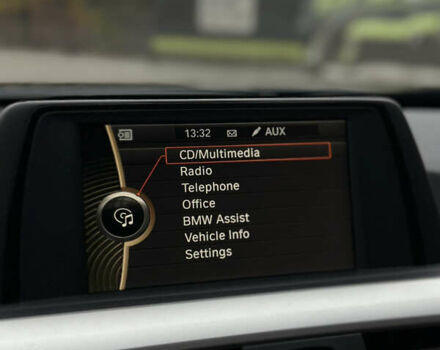 13:32 AUX
CD/Multimedia
Radio
Telephone
Office
BMW Assist
Vehicle Info
Settings